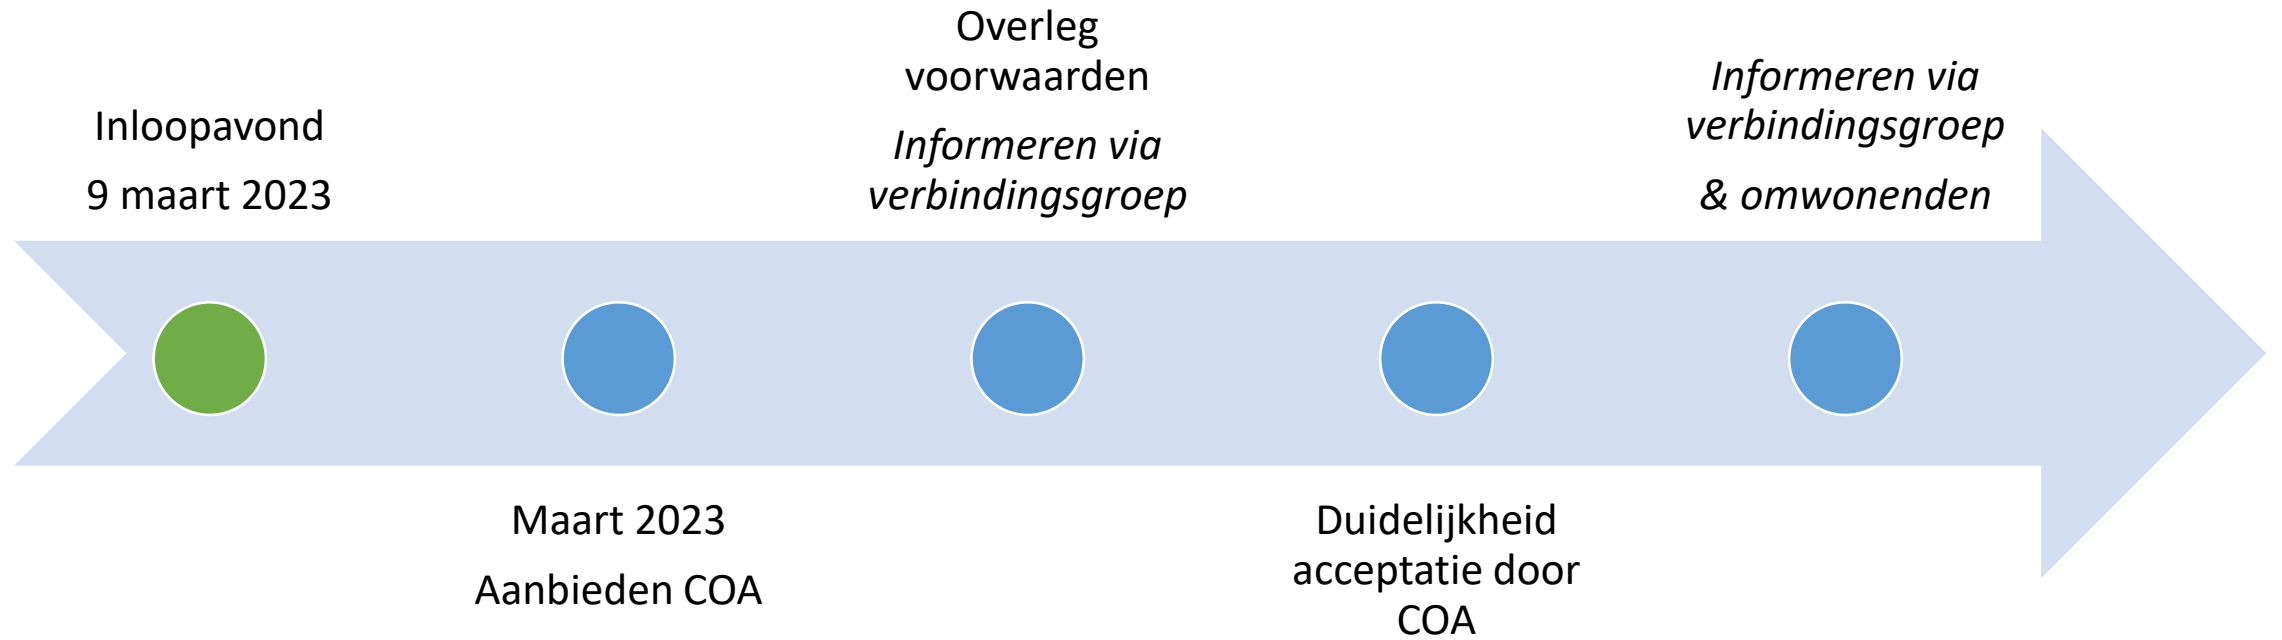 Inloopavond
9 maart 2023
Maart 2023
Aanbieden COA
Overleg
voorwaarden
Informeren via
verbindingsgroep
Duidelijkheid
acceptatie door
COA
Informeren via
verbindingsgroep
& omwonenden